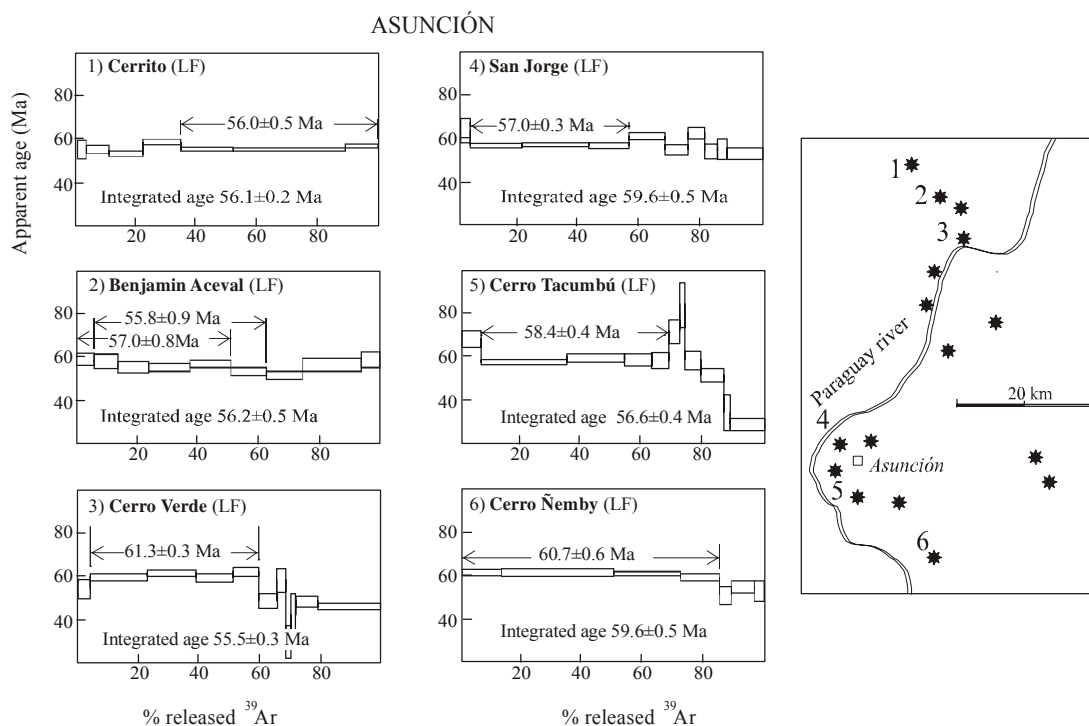 ASUNCIÓN
Apparent age (Ma)
1) Cerrito (LF)
80
60
40
56.0±0.5 Ma
Integrated age 56.1±0.2 Ma
20 40 60 80
2) Benjamin Aceval (LF)
80
60
40
55.8±0.9 Ma
57.0±0.8Ma
Integrated age 56.2±0.5 Ma
20 40 60 80
3) Cerro Verde (LF)
80
60
40
61.3±0.3 Ma
Integrated age 55.5±0.3 Ma
20 40 60 80
% released ³⁹Ar
4) San Jorge (LF)
80
60
40
57.0±0.3 Ma
Integrated age 59.6±0.5 Ma
20 40 60 80
5) Cerro Tacumbú (LF)
80
60
40
58.4±0.4 Ma
Integrated age 56.6±0.4 Ma
20 40 60 80
6) Cerro Ñemby (LF)
80
60
40
60.7±0.6 Ma
Integrated age 59.6±0.5 Ma
20 40 60 80
% released ³⁹Ar
1
2
3
Paraguay river
20 km
4
Asunción
5
6